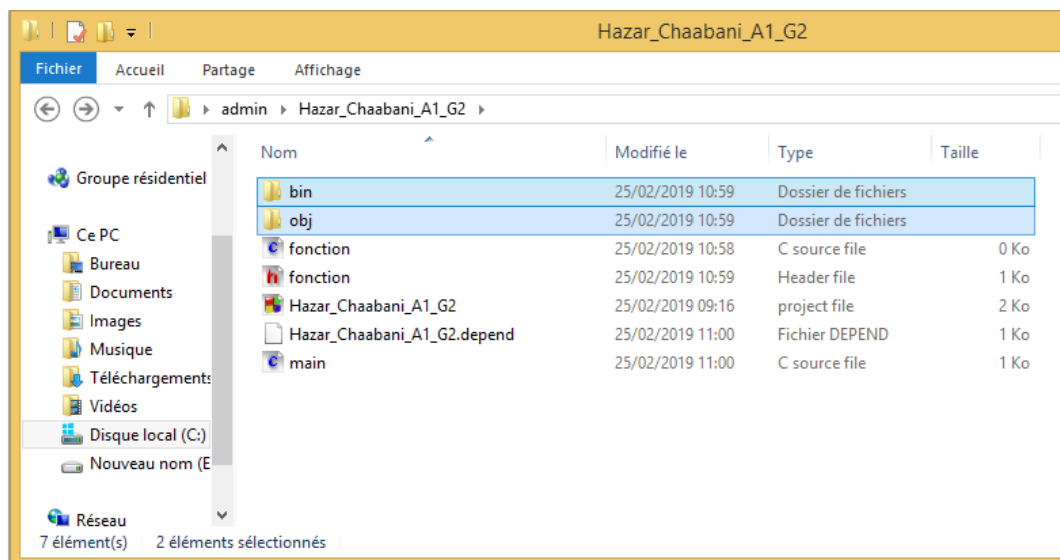 Hazar_Chaabani_A1_G2
Fichier Accueil Partage Affichage
admin Hazar_Chaabani_A1_G2
Nom Modifié le Type Taille
Groupe résidentiel
Ce PC
Bureau
Documents
Images
Musique
Téléchargements
Vidéos
Disque local (C:)
Nouveau nom (E
Réseau
bin 25/02/2019 10:59 Dossier de fichiers
obj 25/02/2019 10:59 Dossier de fichiers
fonction 25/02/2019 10:58 C source file 0 Ko
fonction 25/02/2019 10:59 Header file 1 Ko
Hazar_Chaabani_A1_G2 25/02/2019 09:16 project file 2 Ko
Hazar_Chaabani_A1_G2.depend 25/02/2019 11:00 Fichier DEPEND 1 Ko
main 25/02/2019 11:00 C source file 1 Ko
7 élément(s) 2 éléments sélectionnés